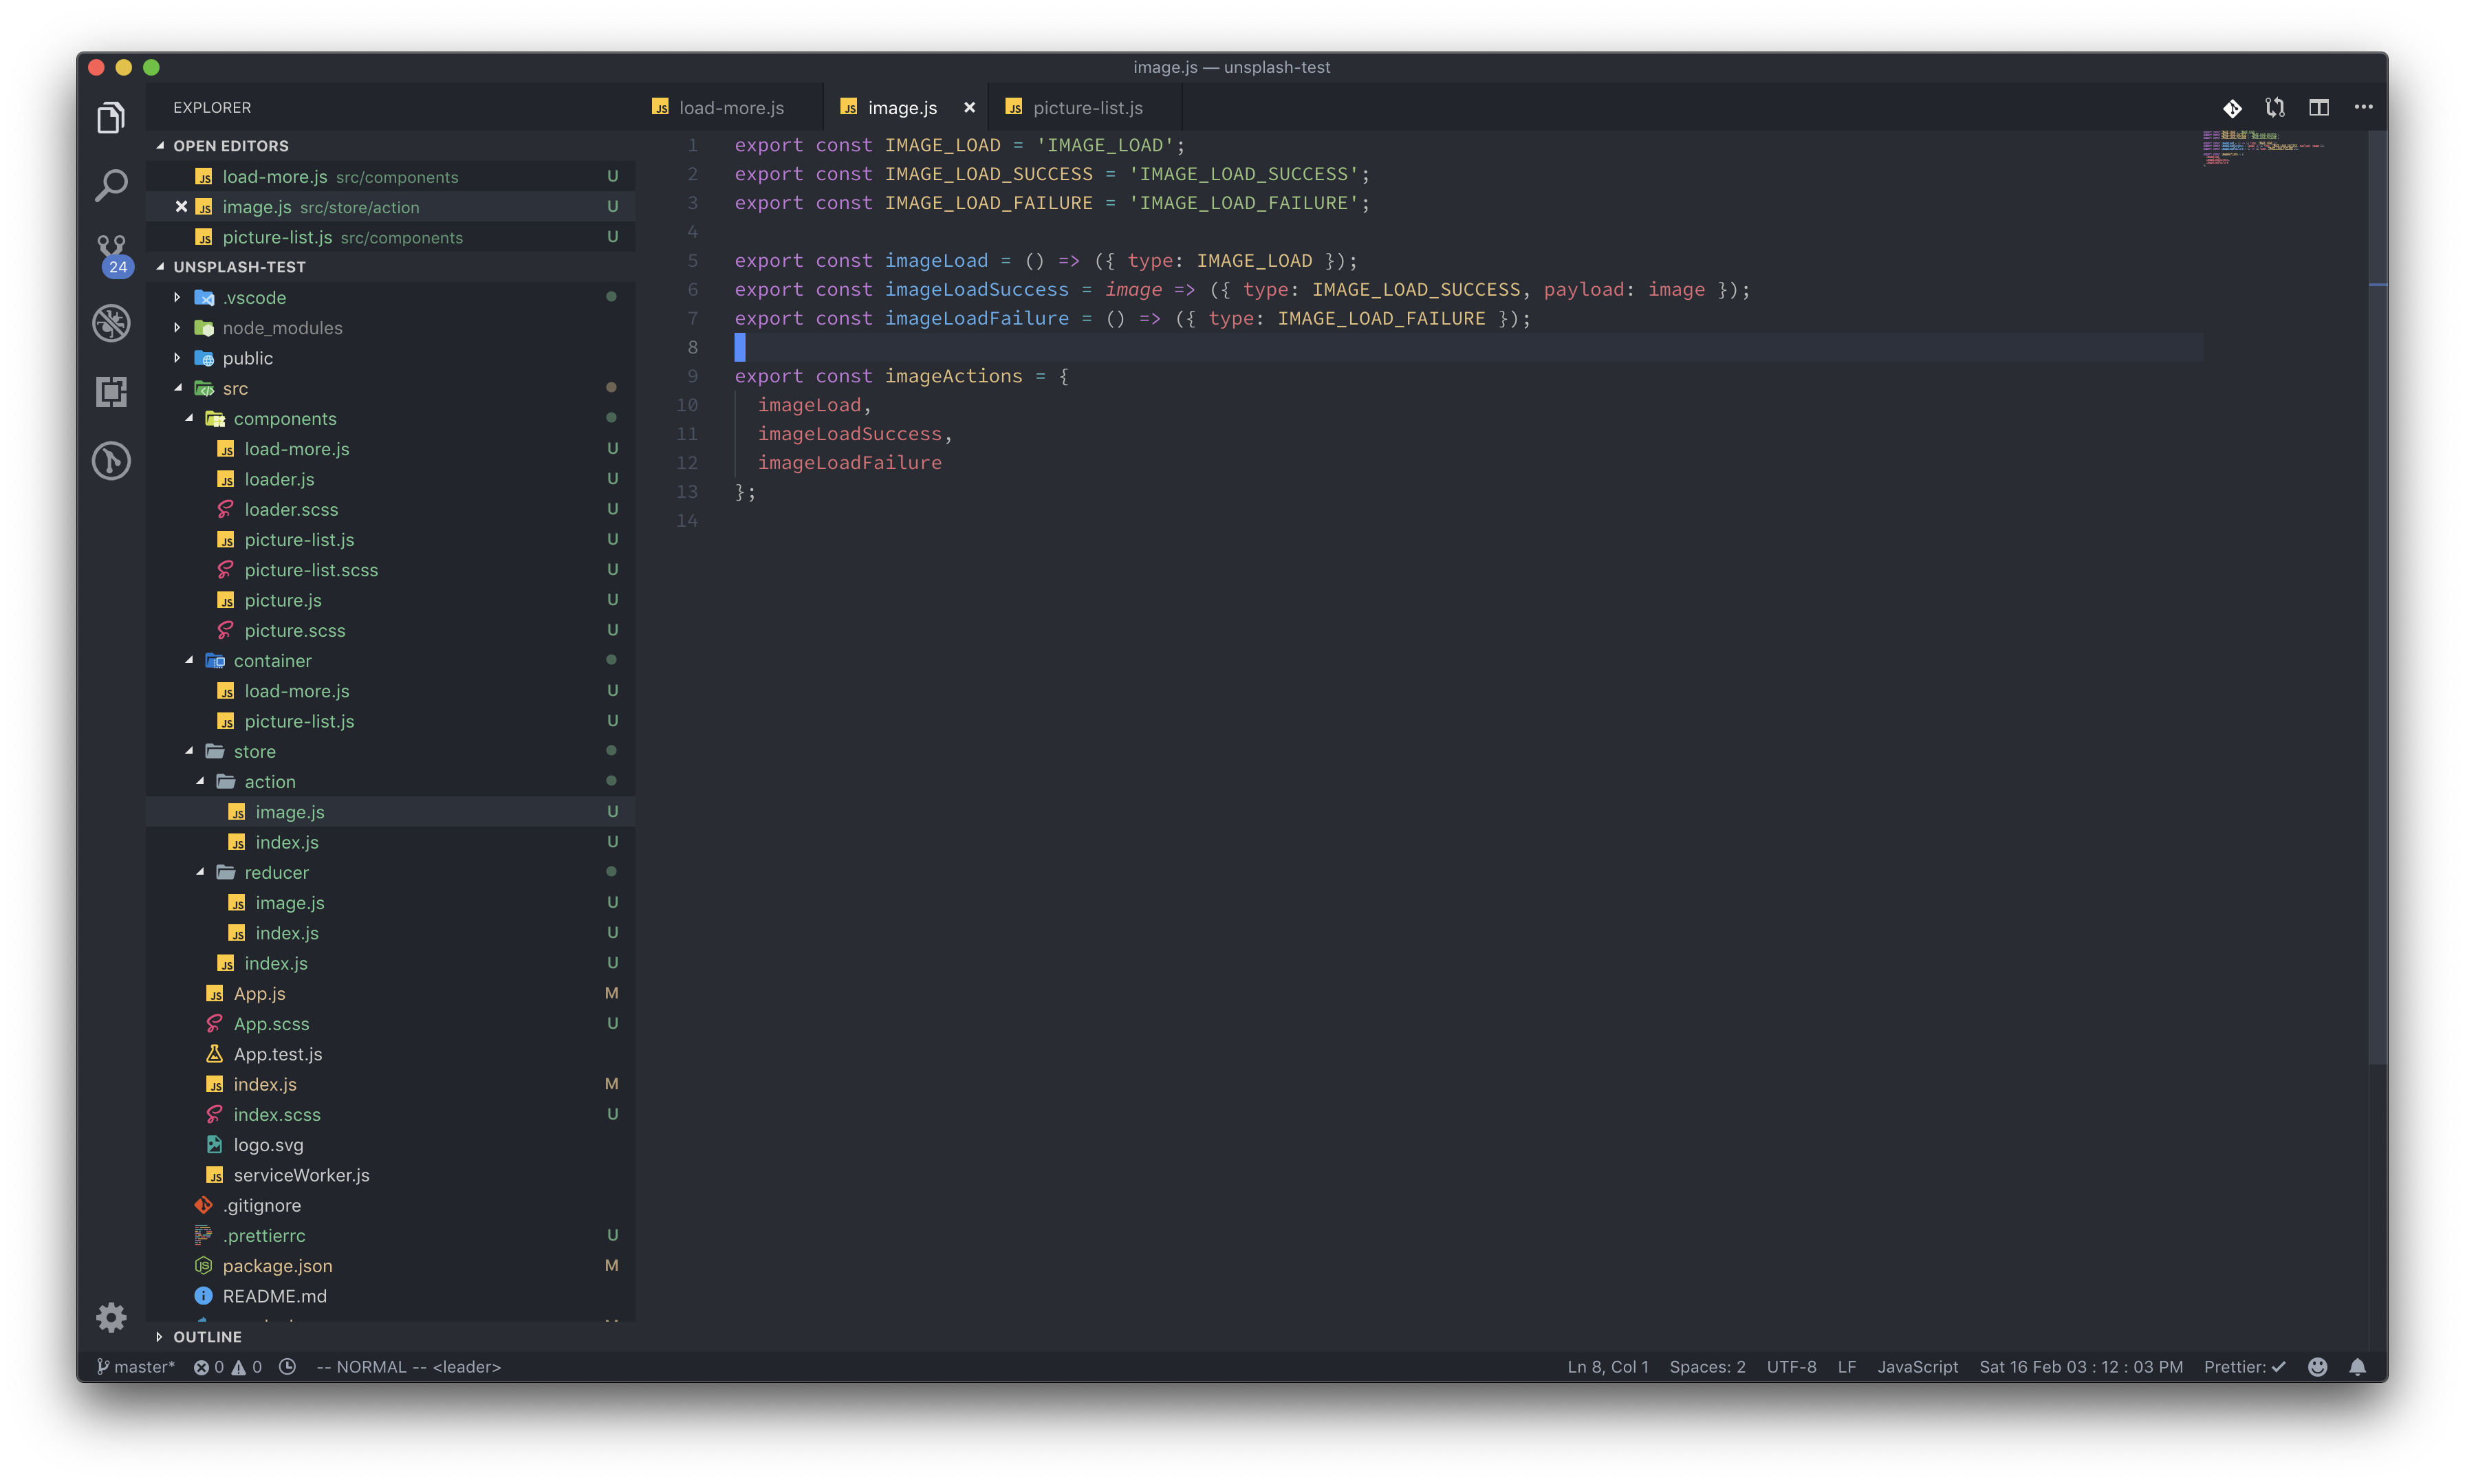 image.js — unsplash-test
EXPLORER
load-more.js
image.js
picture-list.js
OPEN EDITORS
load-more.js src/components U
image.js src/store/action U
picture-list.js src/components U
24
UNSPLASH-TEST
.vscode
node_modules
public
src
components
load-more.js U
loader.js U
loader.scss U
picture-list.js U
picture-list.scss U
picture.js U
picture.scss U
container
load-more.js U
picture-list.js U
store
action
image.js U
index.js U
reducer
image.js U
index.js U
index.js U
App.js M
App.scss U
App.test.js
index.js M
index.scss U
logo.svg
serviceWorker.js
.gitignore
.prettierrc U
package.json M
README.md
OUTLINE
1 export const IMAGE_LOAD = 'IMAGE_LOAD';
2 export const IMAGE_LOAD_SUCCESS = 'IMAGE_LOAD_SUCCESS';
3 export const IMAGE_LOAD_FAILURE = 'IMAGE_LOAD_FAILURE';
4
5 export const imageLoad = () => ({ type: IMAGE_LOAD });
6 export const imageLoadSuccess = image => ({ type: IMAGE_LOAD_SUCCESS, payload: image });
7 export const imageLoadFailure = () => ({ type: IMAGE_LOAD_FAILURE });
8
9 export const imageActions = {
10 imageLoad,
11 imageLoadSuccess,
12 imageLoadFailure
13 };
14
master* 0 0 -- NORMAL -- <leader> Ln 8, Col 1 Spaces: 2 UTF-8 LF JavaScript Sat 16 Feb 03 : 12 : 03 PM Prettier: ✓